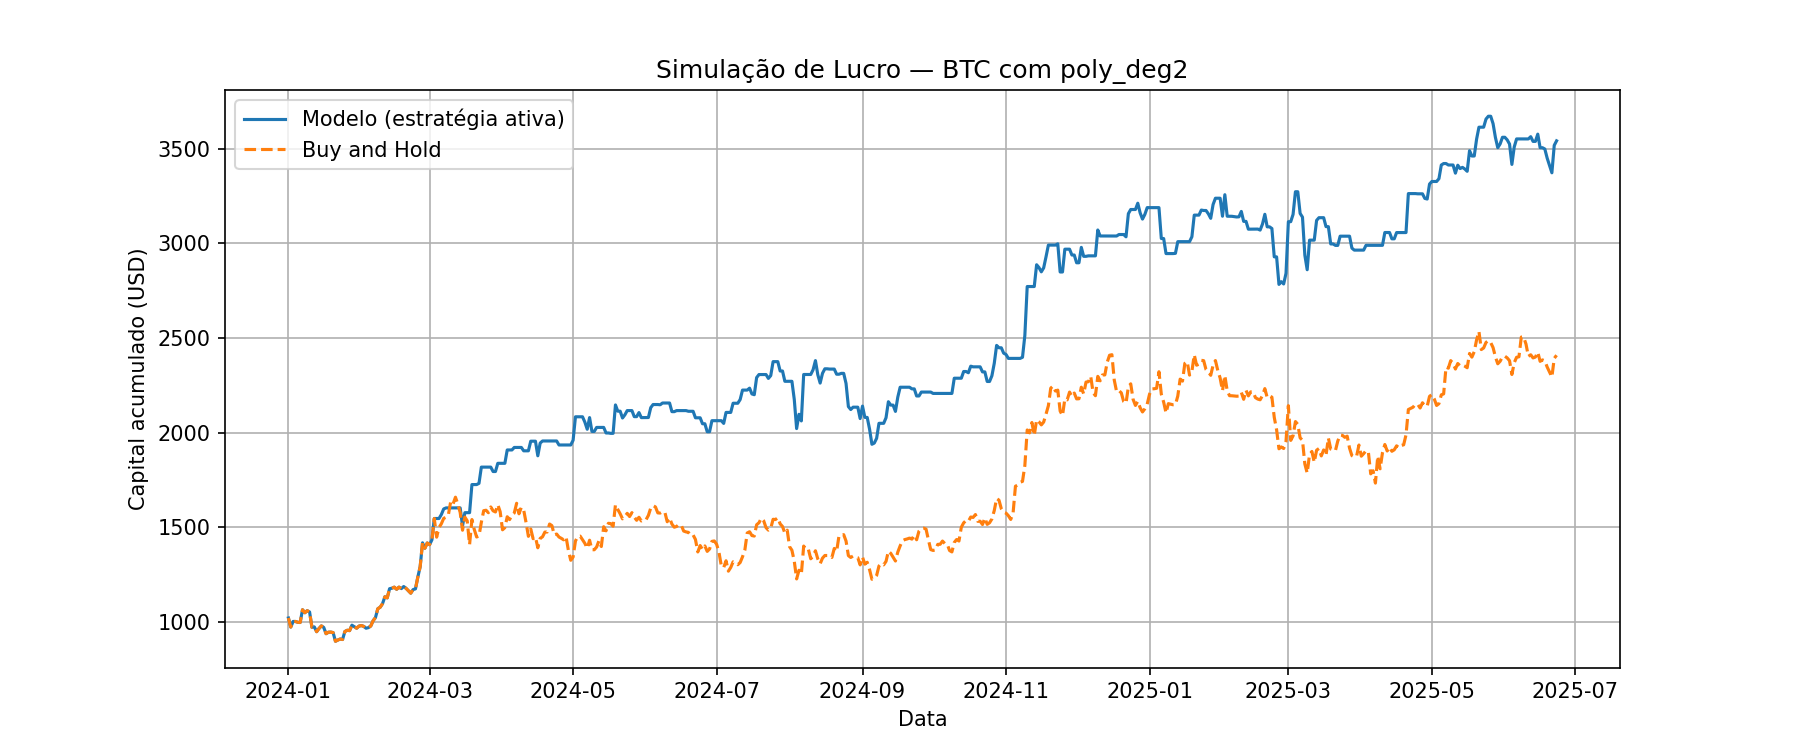 Simulação de Lucro — BTC com poly_deg2
Modelo (estratégia ativa)
Buy and Hold
Capital acumulado (USD)
3500
3000
2500
2000
1500
1000
2024-01 2024-03 2024-05 2024-07 2024-09 2024-11 2025-01 2025-03 2025-05 2025-07
Data